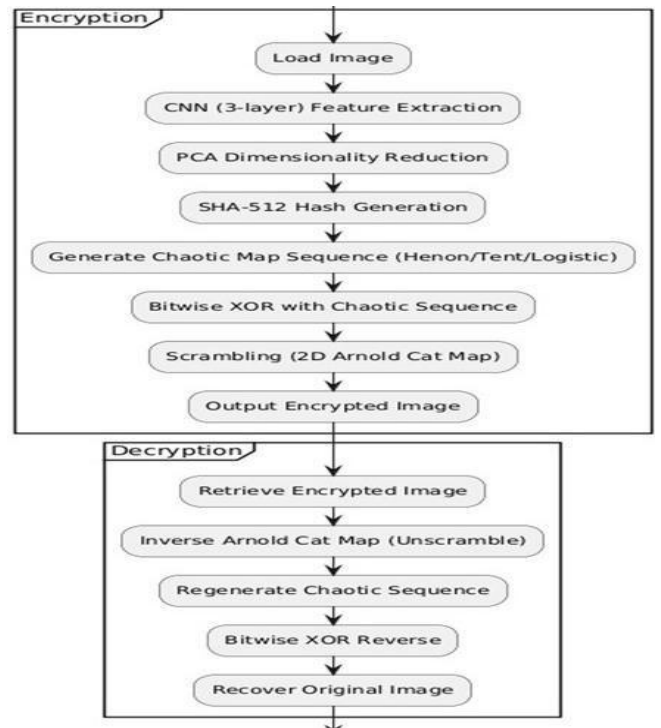 Encryption
Load Image
CNN (3-layer) Feature Extraction
PCA Dimensionality Reduction
SHA-512 Hash Generation
Generate Chaotic Map Sequence (Henon/Tent/Logistic)
Bitwise XOR with Chaotic Sequence
Scrambling (2D Arnold Cat Map)
Output Encrypted Image
Decryption
Retrieve Encrypted Image
Inverse Arnold Cat Map (Unscramble)
Regenerate Chaotic Sequence
Bitwise XOR Reverse
Recover Original Image